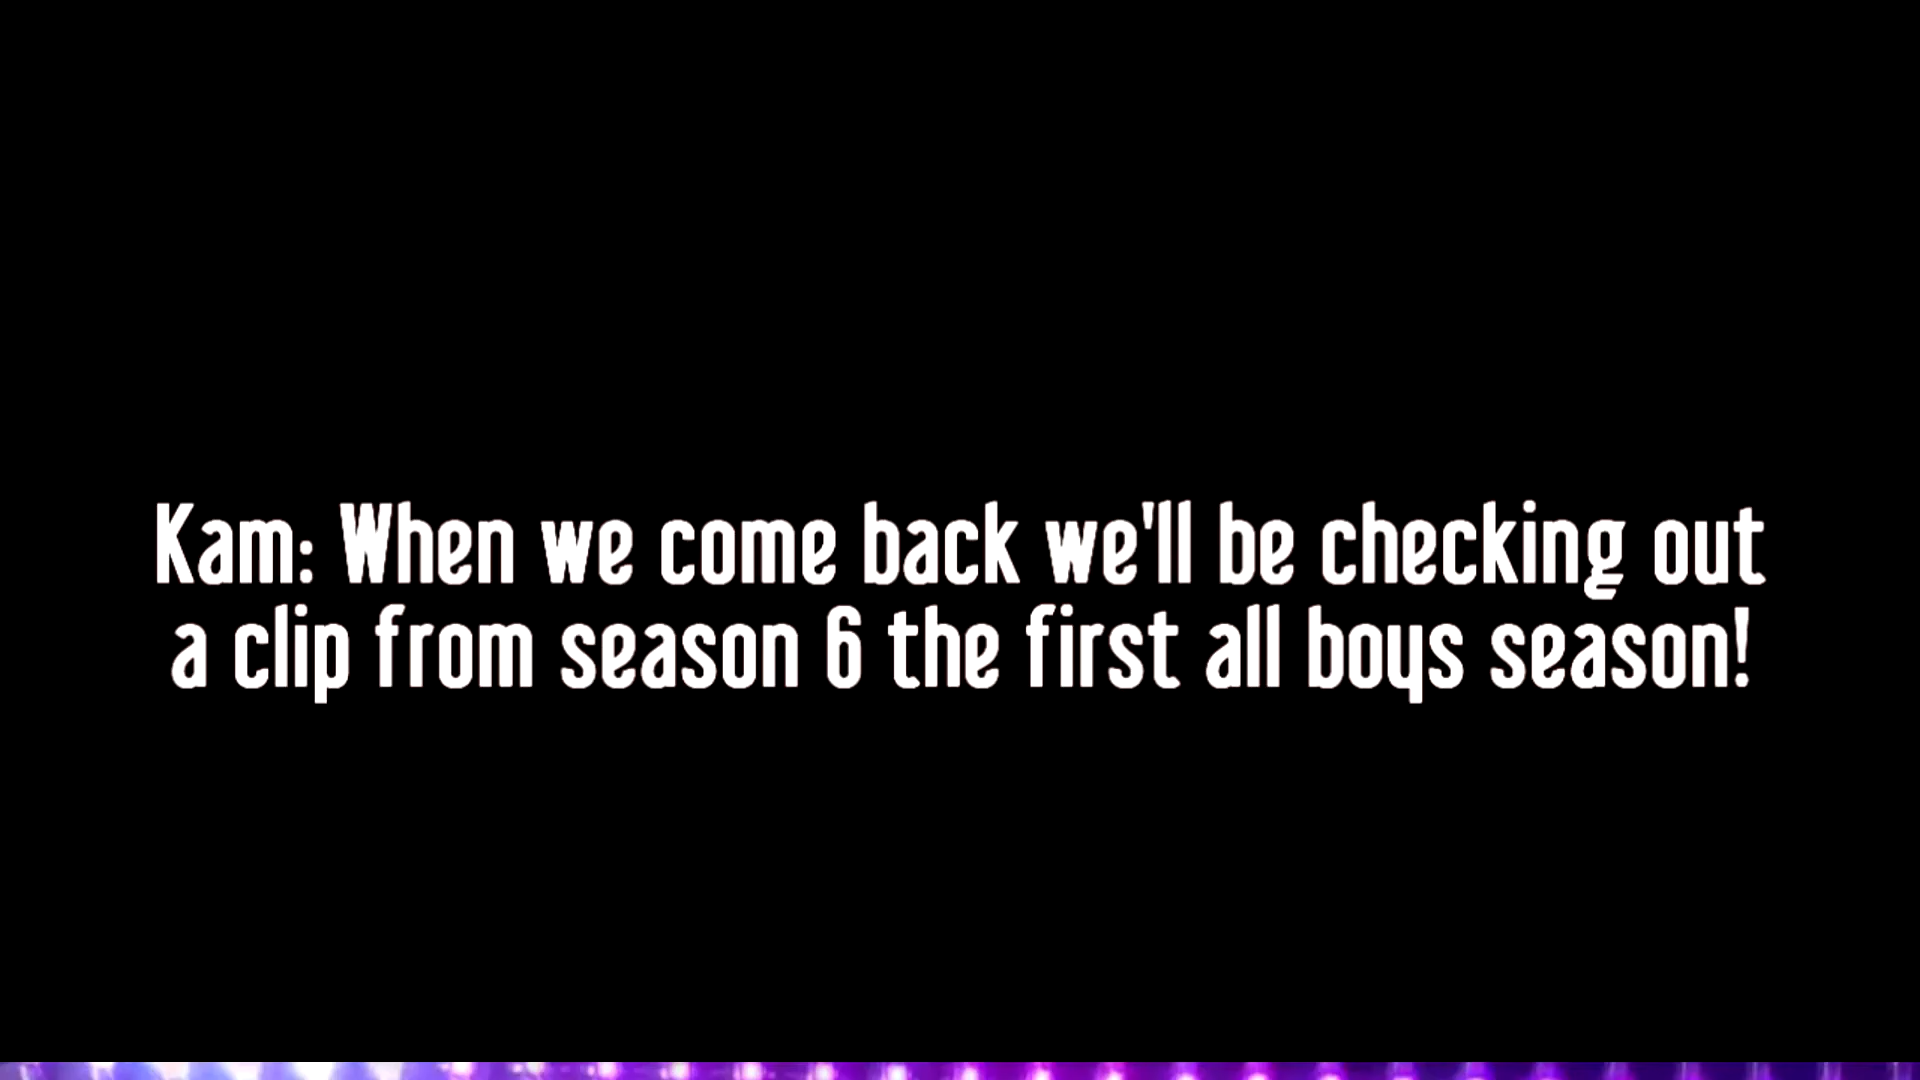 Kam: When we come back we'll be checking out
a clip from season 6 the first all boys season!